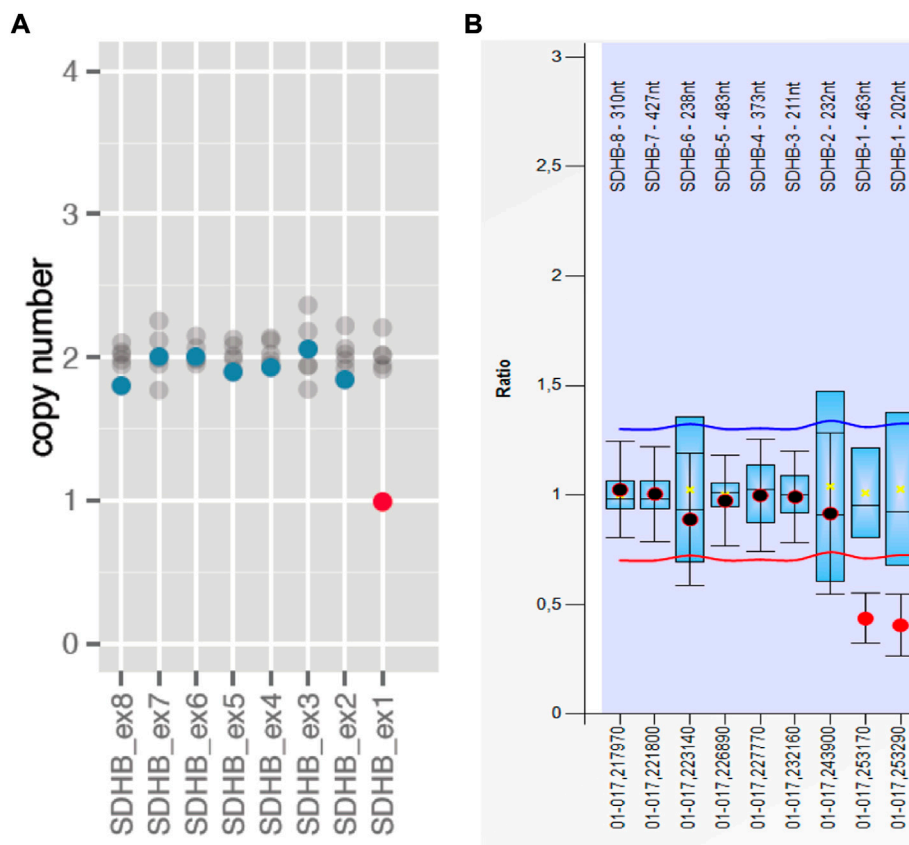 A
4
3
2
1
0
copy number
SDHB_ex8
SDHB_ex7
SDHB_ex6
SDHB_ex5
SDHB_ex4
SDHB_ex3
SDHB_ex2
SDHB_ex1
B
3
2,5
2
1,5
1
0,5
0
Ratio
SDHB-8 - 310nt
SDHB-7 - 427nt
SDHB-6 - 238nt
SDHB-5 - 483nt
SDHB-4 - 373nt
SDHB-3 - 211nt
SDHB-2 - 232nt
SDHB-1 - 463nt
SDHB-1 - 202nt
01-017,217970
01-017,221800
01-017,223140
01-017,226890
01-017,227770
01-017,232160
01-017,243900
01-017,253170
01-017,253290